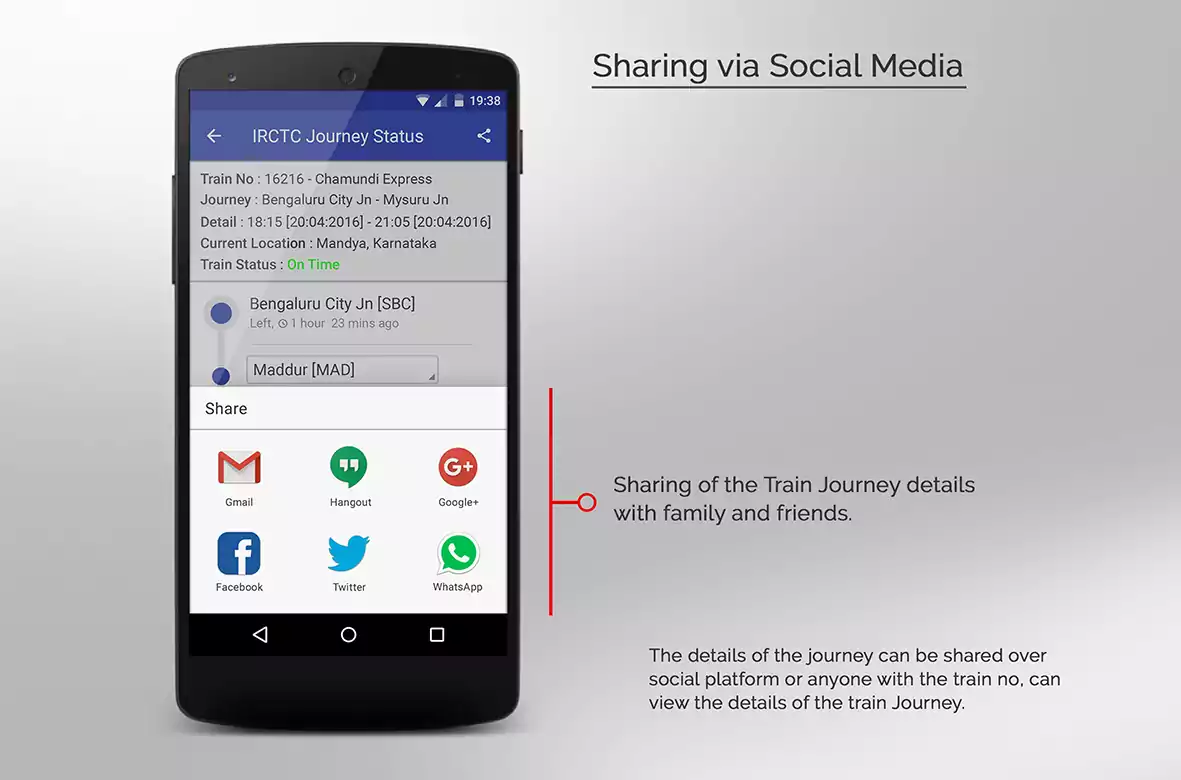 Sharing via Social Media
19:38
IRCTC Journey Status
Train No : 16216 - Chamundi Express
Journey : Bengaluru City Jn - Mysuru Jn
Detail : 18:15 [20:04:2016] - 21:05 [20:04:2016]
Current Location : Mandya, Karnataka
Train Status : On Time
Bengaluru City Jn [SBC]
Left, 1 hour 23 mins ago
Maddur [MAD]
Share
G+
f
Gmail
Hangout
Google+
Facebook
Twitter
WhatsApp
Sharing of the Train Journey details
with family and friends.
The details of the journey can be shared over
social platform or anyone with the train no, can
view the details of the train Journey.